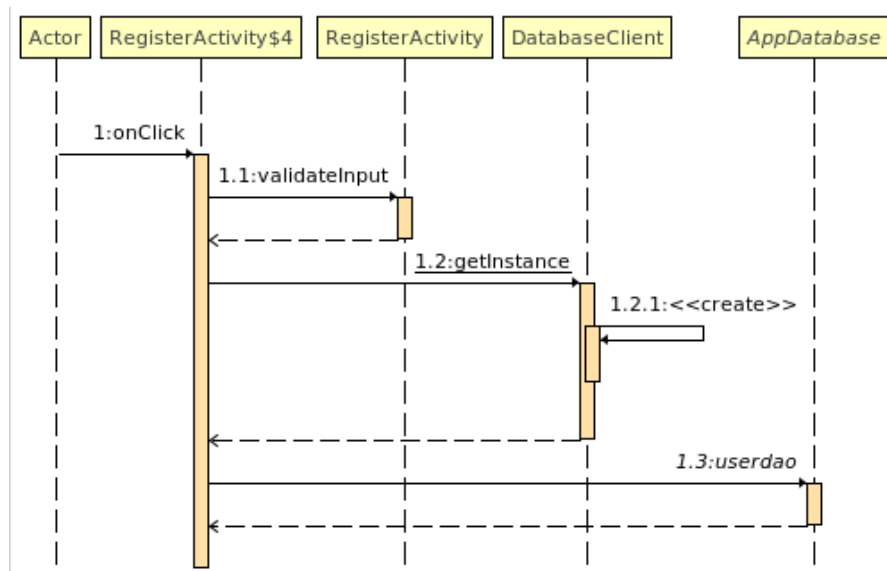 Actor
RegisterActivity$4
RegisterActivity
DatabaseClient
AppDatabase
1:onClick
1.1:validateInput
1.2:getInstance
1.2.1:<<create>>
1.3:userdao